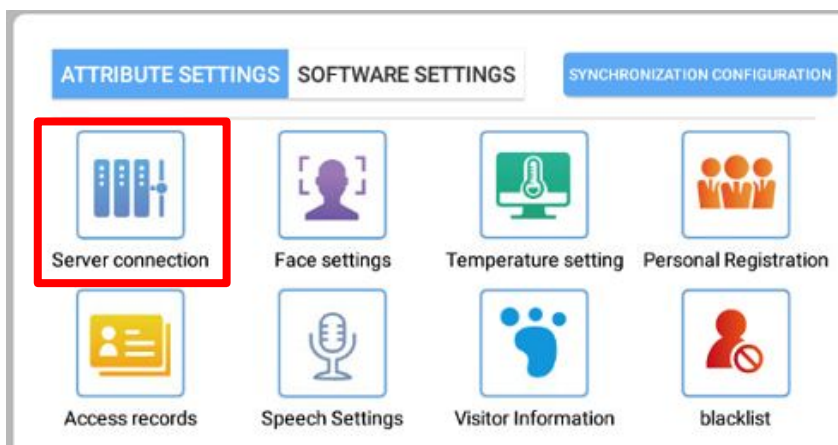 ATTRIBUTE SETTINGS SOFTWARE SETTINGS SYNCHRONIZATION CONFIGURATION
Server connection Face settings Temperature setting Personal Registration
Access records Speech Settings Visitor Information blacklist